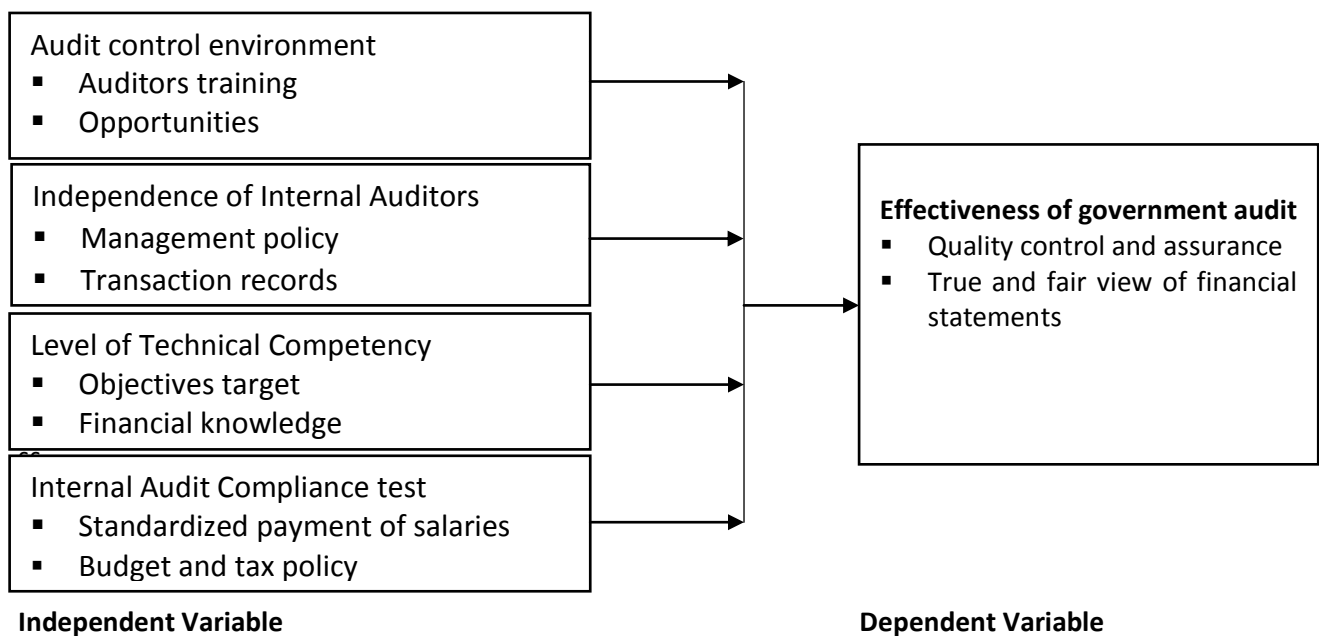 Audit control environment
▪ Auditors training
▪ Opportunities
Independence of Internal Auditors
▪ Management policy
▪ Transaction records
Level of Technical Competency
▪ Objectives target
▪ Financial knowledge
Internal Audit Compliance test
▪ Standardized payment of salaries
▪ Budget and tax policy
Independent Variable
Effectiveness of government audit
▪ Quality control and assurance
▪ True and fair view of financial
statements
Dependent Variable